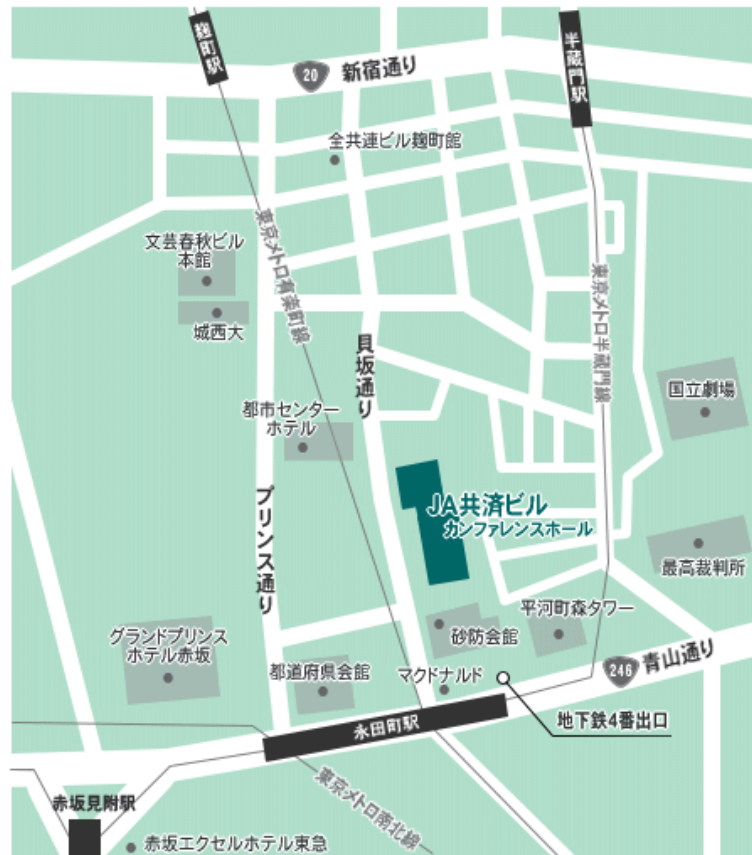 麹町駅
20
新宿通り
半蔵門駅
全共連ビル麹町館
東京メトロ有楽町線
文芸春秋ビル
本館
城西大
東京メトロ半蔵門線
貝坂通り
国立劇場
都市センター
ホテル
プリンス通り
JA共済ビル
カンファレンスホール
最高裁判所
平河町森タワー
グランドプリンス
ホテル赤坂
砂防会館
都道府県会館
マクドナルド
246
青山通り
地下鉄4番出口
永田町駅
東京メトロ南北線
赤坂見附駅
赤坂エクセルホテル東急